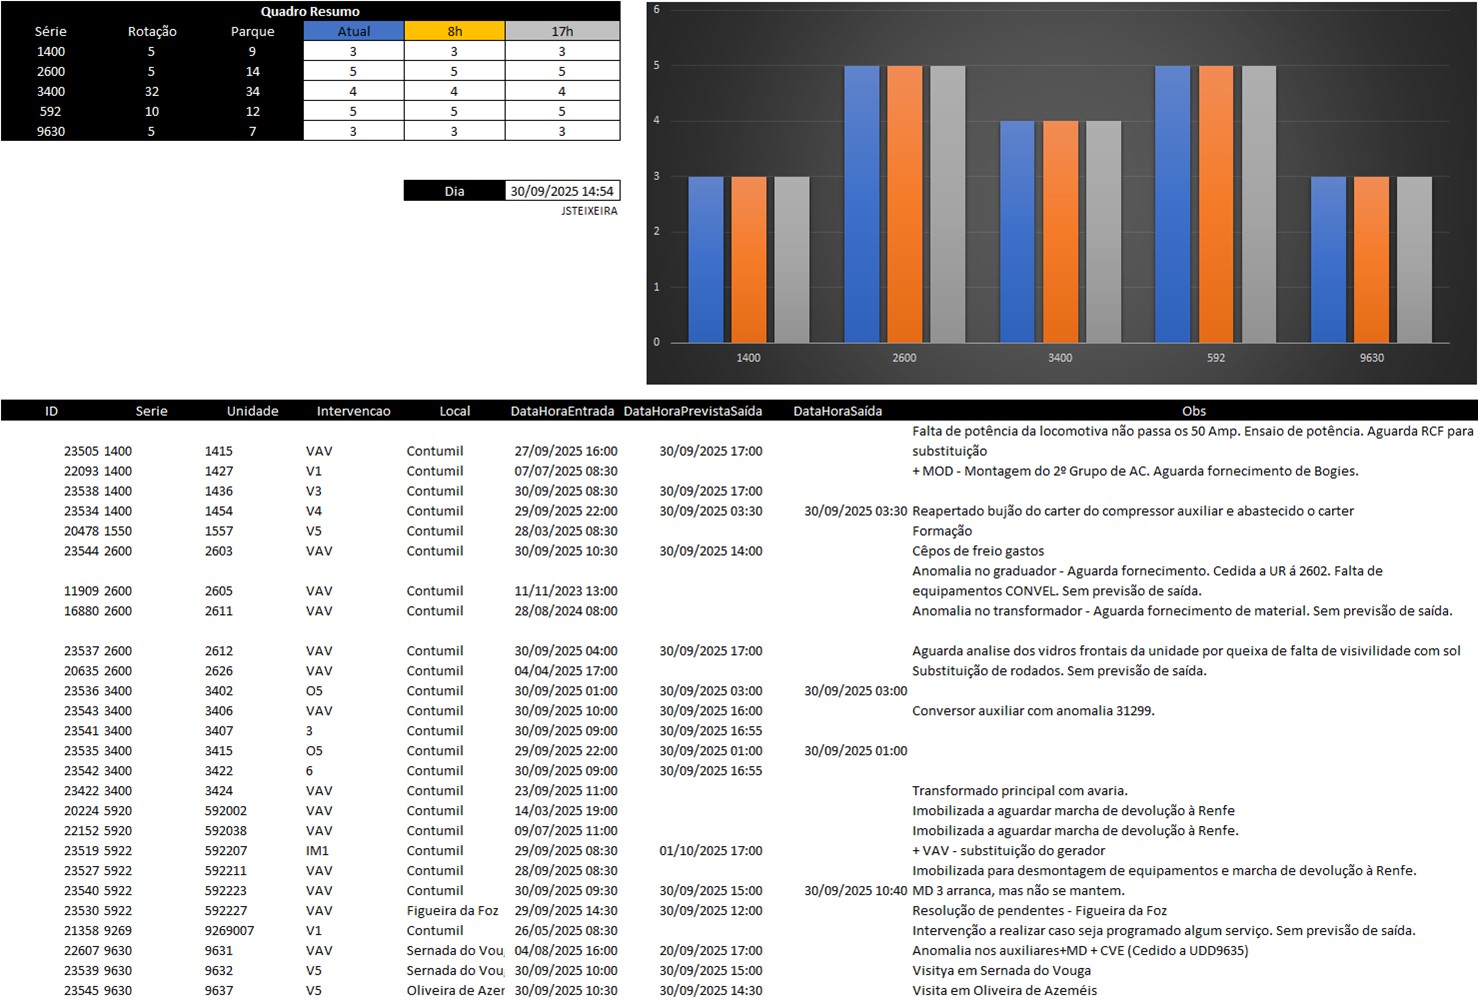 Quadro Resumo
Série Rotação Parque Atual 8h 17h
1400 5 9 3 3 3
2600 5 14 5 5 5
3400 32 34 4 4 4
592 10 12 5 5 5
9630 5 7 3 3 3
Dia 30/09/2025 14:54
JSTEIXEIRA
6
5
4
3
2
1
0
1400 2600 3400 592 9630
ID Serie Unidade Intervencao Local DataHoraEntrada DataHoraPrevistaSaída DataHoraSaída Obs
Falta de potência da locomotiva não passa os 50 Amp. Ensaio de potência. Aguarda RCF para
23505 1400 1415 VAV Contumil 27/09/2025 16:00 30/09/2025 17:00 substituição
22093 1400 1427 V1 Contumil 07/07/2025 08:30 + MOD - Montagem do 2º Grupo de AC. Aguarda fornecimento de Bogies.
23538 1400 1436 V3 Contumil 30/09/2025 08:30 30/09/2025 17:00
23534 1400 1454 V4 Contumil 29/09/2025 22:00 30/09/2025 03:30 30/09/2025 03:30 Reapertado bujão do carter do compressor auxiliar e abastecido o carter
20478 1550 1557 V5 Contumil 28/03/2025 08:30 Formação
23544 2600 2603 VAV Contumil 30/09/2025 10:30 30/09/2025 14:00 Cêpos de freio gastos
Anomalia no graduador - Aguarda fornecimento. Cedida a UR á 2602. Falta de
11909 2600 2605 VAV Contumil 11/11/2023 13:00 equipamentos CONVEL. Sem previsão de saída.
16880 2600 2611 VAV Contumil 28/08/2024 08:00 Anomalia no transformador - Aguarda fornecimento de material. Sem previsão de saída.
23537 2600 2612 VAV Contumil 30/09/2025 04:00 30/09/2025 17:00 Aguarda analise dos vidros frontais da unidade por queixa de falta de visivilidade com sol
20635 2600 2626 VAV Contumil 04/04/2025 17:00 Substituição de rodados. Sem previsão de saída.
23536 3400 3402 O5 Contumil 30/09/2025 01:00 30/09/2025 03:00 30/09/2025 03:00
23543 3400 3406 VAV Contumil 30/09/2025 10:00 30/09/2025 16:00 Conversor auxiliar com anomalia 31299.
23541 3400 3407 3 Contumil 30/09/2025 09:00 30/09/2025 16:55
23535 3400 3415 O5 Contumil 29/09/2025 22:00 30/09/2025 01:00 30/09/2025 01:00
23542 3400 3422 6 Contumil 30/09/2025 09:00 30/09/2025 16:55
23422 3400 3424 VAV Contumil 23/09/2025 11:00 Transformado principal com avaria.
20224 5920 592002 VAV Contumil 14/03/2025 19:00 Imobilizada a aguardar marcha de devolução à Renfe
22152 5920 592038 VAV Contumil 09/07/2025 11:00 Imobilizada a aguardar marcha de devolução à Renfe.
23519 5922 592207 IM1 Contumil 29/09/2025 08:30 01/10/2025 17:00 + VAV - substituição do gerador
23527 5922 592211 VAV Contumil 28/09/2025 08:30 Imobilizada para desmontagem de equipamentos e marcha de devolução à Renfe.
23540 5922 592223 VAV Contumil 30/09/2025 09:30 30/09/2025 15:00 30/09/2025 10:40 MD 3 arranca, mas não se mantem.
23530 5922 592227 VAV Figueira da Foz 29/09/2025 14:30 30/09/2025 12:00 Resolução de pendentes - Figueira da Foz
21358 9269 9269007 V1 Contumil 26/05/2025 08:30 Intervenção a realizar caso seja programado algum serviço. Sem previsão de saída.
22607 9630 9631 VAV Sernada do Vou 04/08/2025 16:00 20/09/2025 17:00 Anomalia nos auxiliares+MD + CVE (Cedido a UDD9635)
23539 9630 9632 V5 Sernada do Vou 30/09/2025 10:00 30/09/2025 15:00 Visitya em Sernada do Vouga
23545 9630 9637 V5 Oliveira de Azer 30/09/2025 10:30 30/09/2025 14:30 Visita em Oliveira de Azeméis